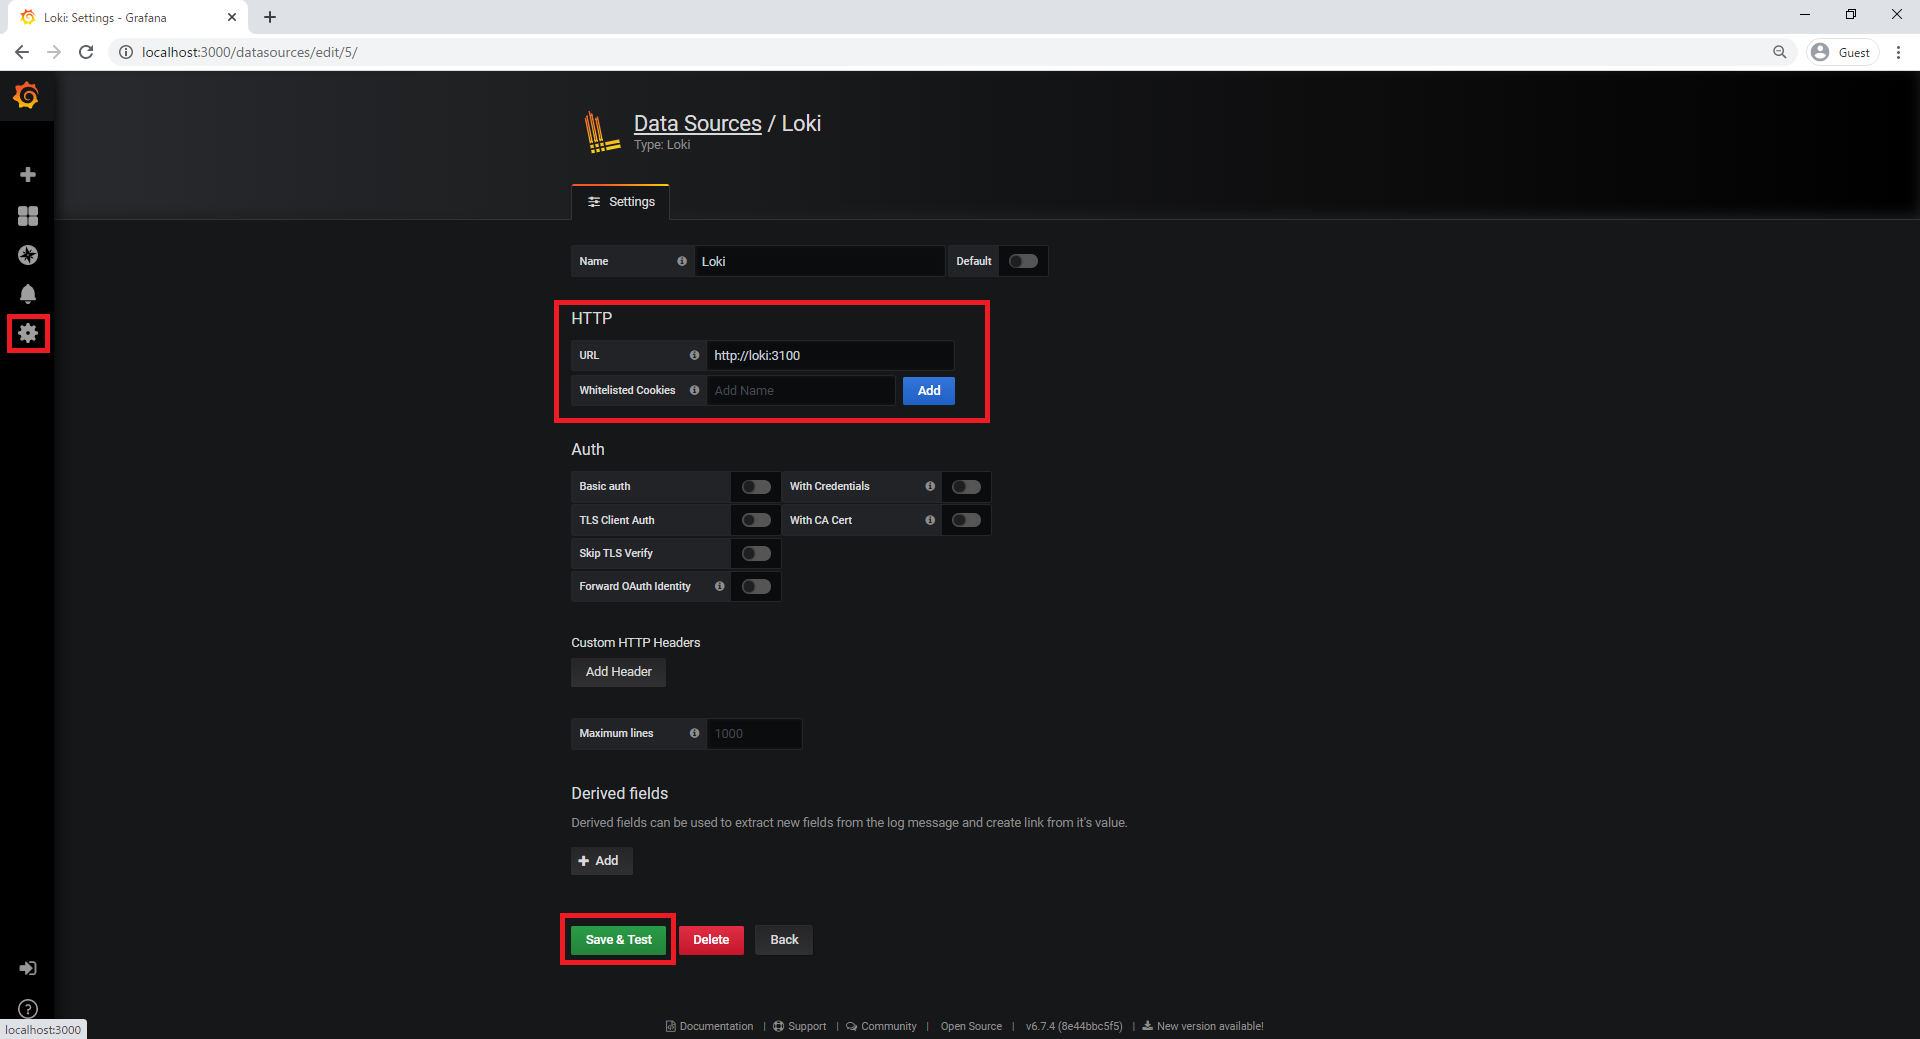 Loki: Settings - Grafana
localhost:3000/datasources/edit/5/
Guest
Data Sources / Loki
Type: Loki
Settings
Name Loki Default
HTTP
URL http://loki:3100
Whitelisted Cookies Add Name Add
Auth
Basic auth With Credentials
TLS Client Auth With CA Cert
Skip TLS Verify
Forward OAuth Identity
Custom HTTP Headers
Add Header
Maximum lines 1000
Derived fields
Derived fields can be used to extract new fields from the log message and create link from it's value.
Add
Save & Test Delete Back
Documentation | Support | Community | Open Source | v6.7.4 (8e44bbc5f5) | New version available!
localhost:3000